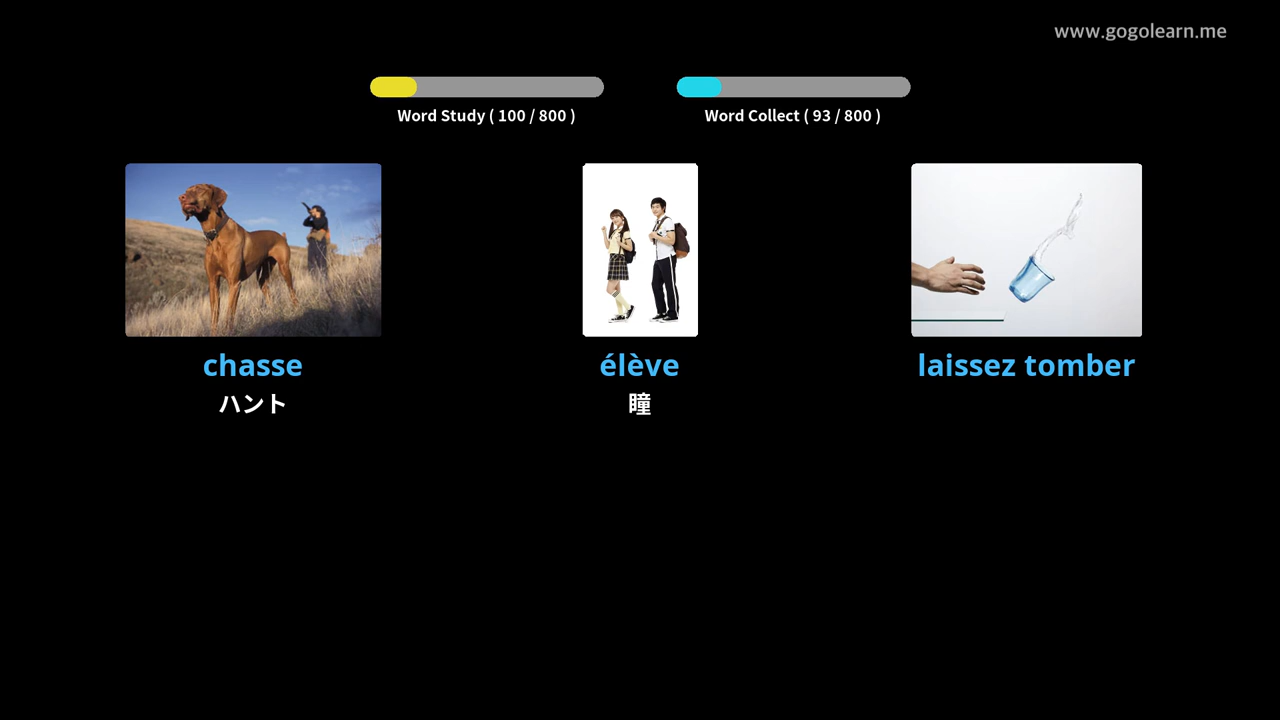 www.gogolearn.me
Word Study ( 100 / 800 )
Word Collect ( 93 / 800 )
chasse
ハント
élève
瞳
laissez tomber